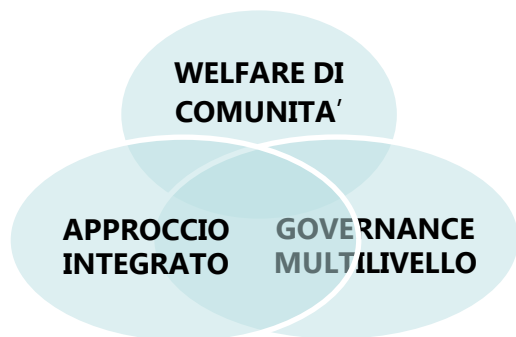 WELFARE DI
COMUNITA’
APPROCCIO
INTEGRATO
GOVERNANCE
MULTILIVELLO